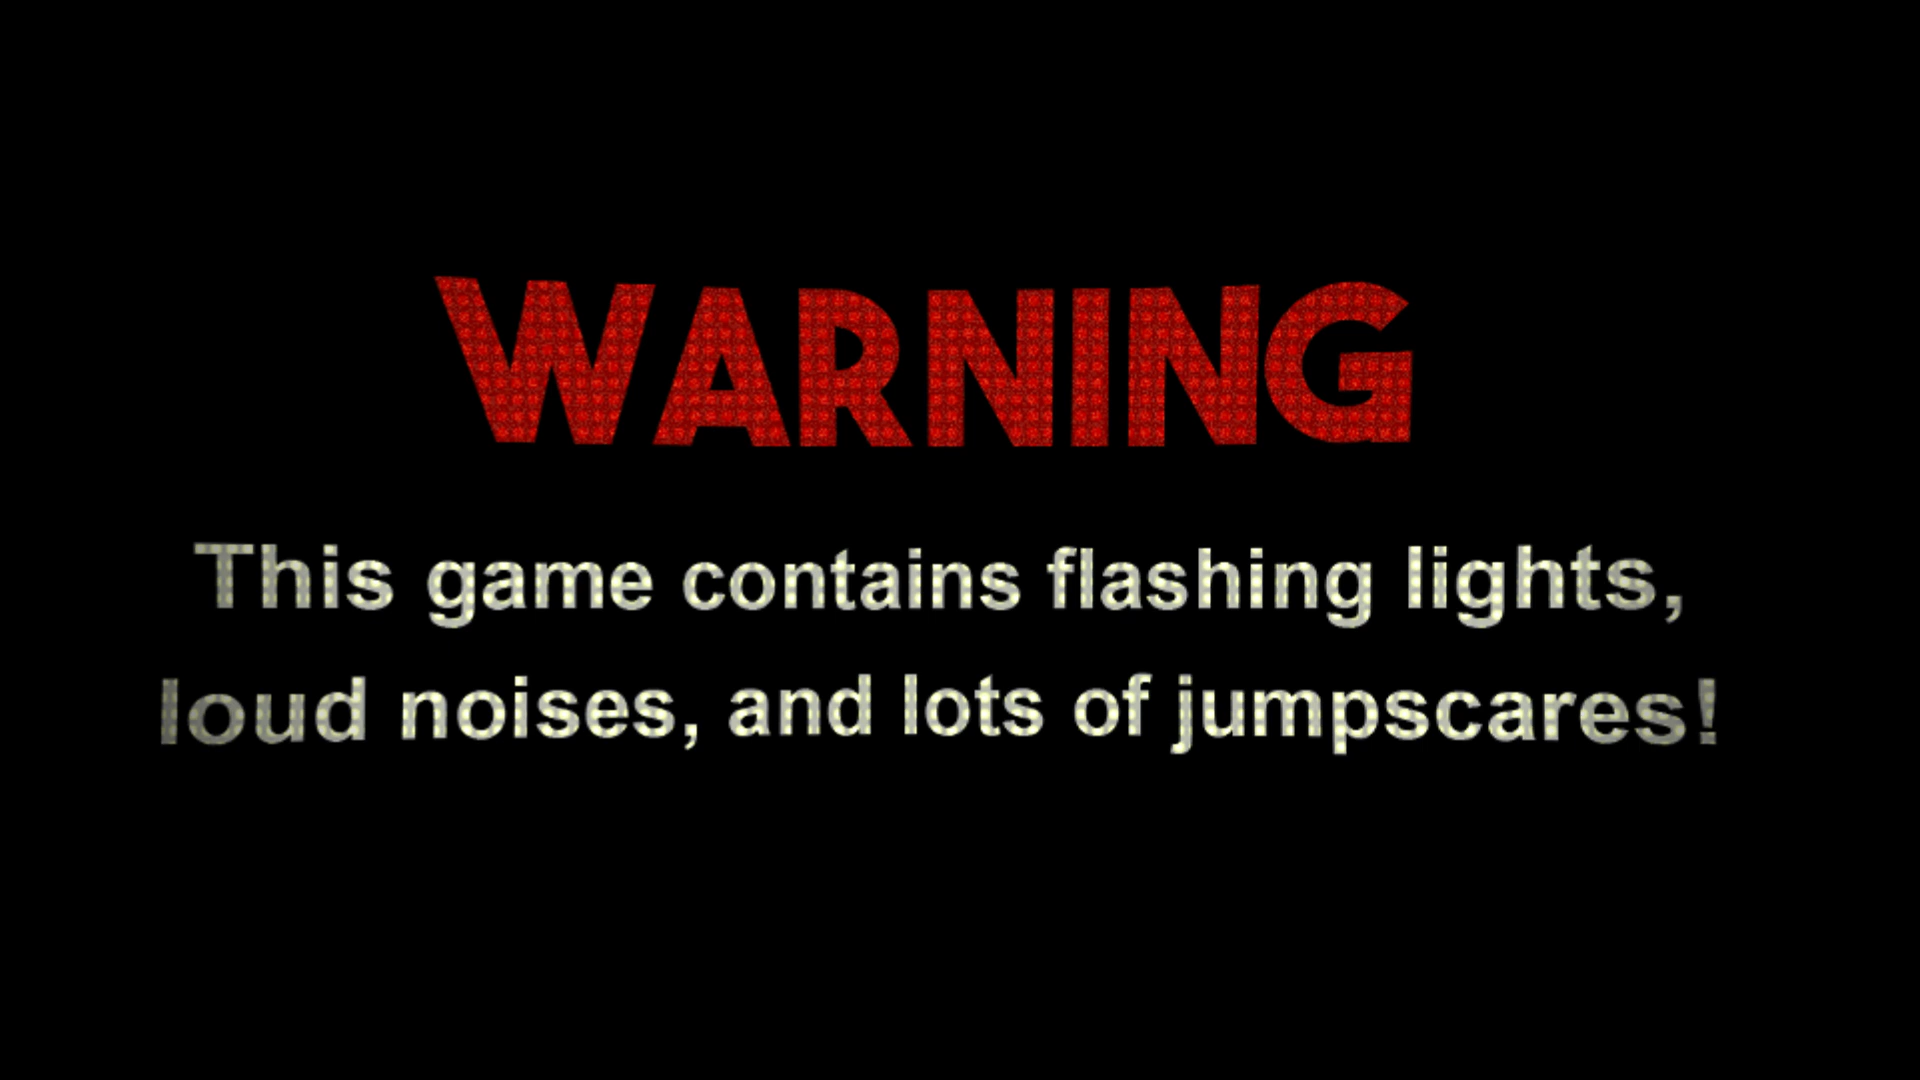 WARNING
This game contains flashing lights,
loud noises, and lots of jumpscares!